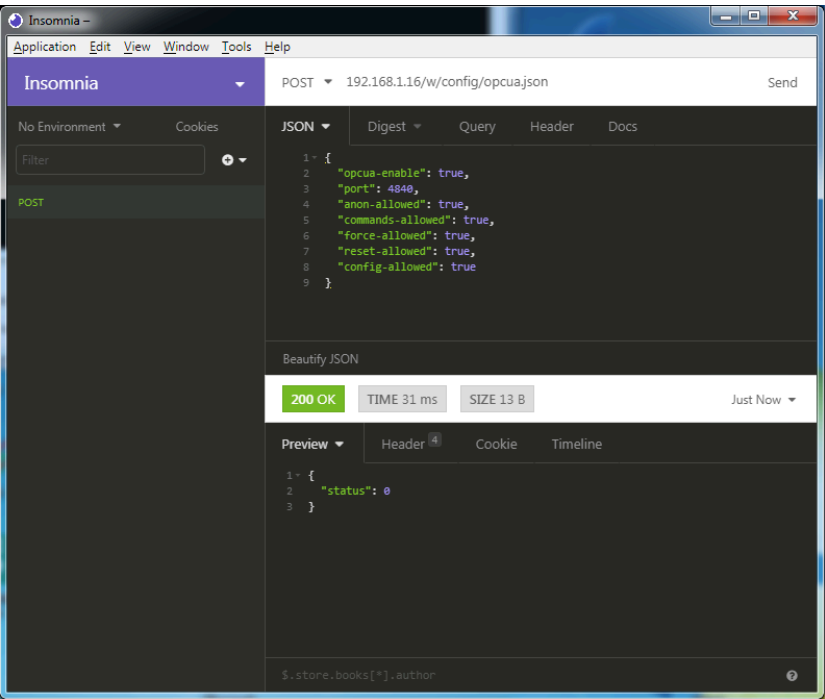 Insomnia –
Application Edit View Window Tools Help
Insomnia
POST 192.168.1.16/w/config/opcua.json Send
No Environment Cookies
JSON Digest Query Header Docs
Filter
POST
1 {
2 "opcua-enable": true,
3 "port": 4840,
4 "anon-allowed": true,
5 "commands-allowed": true,
6 "force-allowed": true,
7 "reset-allowed": true,
8 "config-allowed": true
9 }
Beautify JSON
200 OK TIME 31 ms SIZE 13 B Just Now
Preview Header 4 Cookie Timeline
1 {
2 "status": 0
3 }
$.store.books[*].author